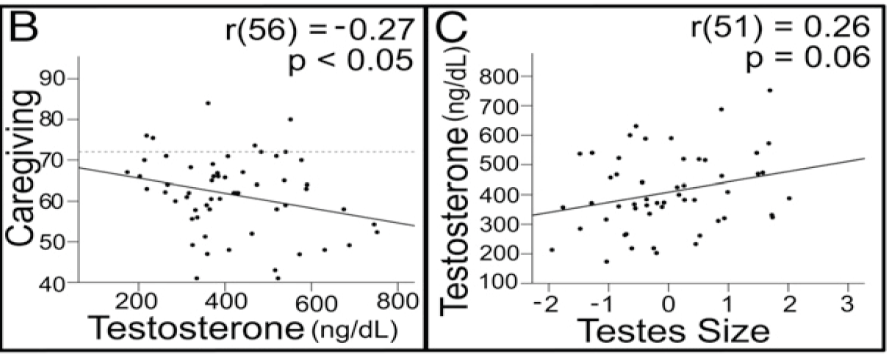 B
r(56) = -0.27
p < 0.05
Caregiving
90
80
70
60
50
40
200 400 600 800
Testosterone (ng/dL)
C
r(51) = 0.26
p = 0.06
Testosterone (ng/dL)
800
700
600
500
400
300
200
100
-2 -1 0 1 2 3
Testes Size